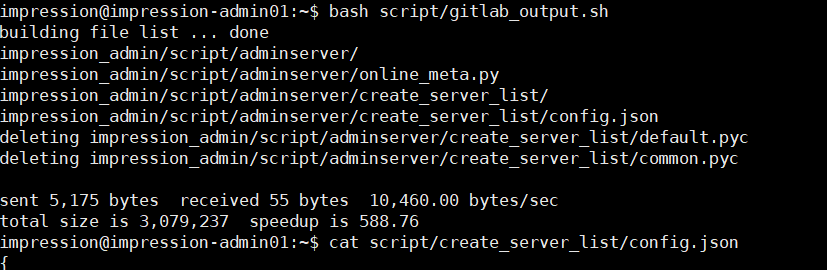 impression@impression-admin01:~$ bash script/gitlab_output.sh
building file list ... done
impression_admin/script/adminserver/
impression_admin/script/adminserver/online_meta.py
impression_admin/script/adminserver/create_server_list/
impression_admin/script/adminserver/create_server_list/config.json
deleting impression_admin/script/adminserver/create_server_list/default.pyc
deleting impression_admin/script/adminserver/create_server_list/common.pyc
sent 5,175 bytes  received 55 bytes  10,460.00 bytes/sec
total size is 3,079,237  speedup is 588.76
impression@impression-admin01:~$ cat script/create_server_list/config.json
{